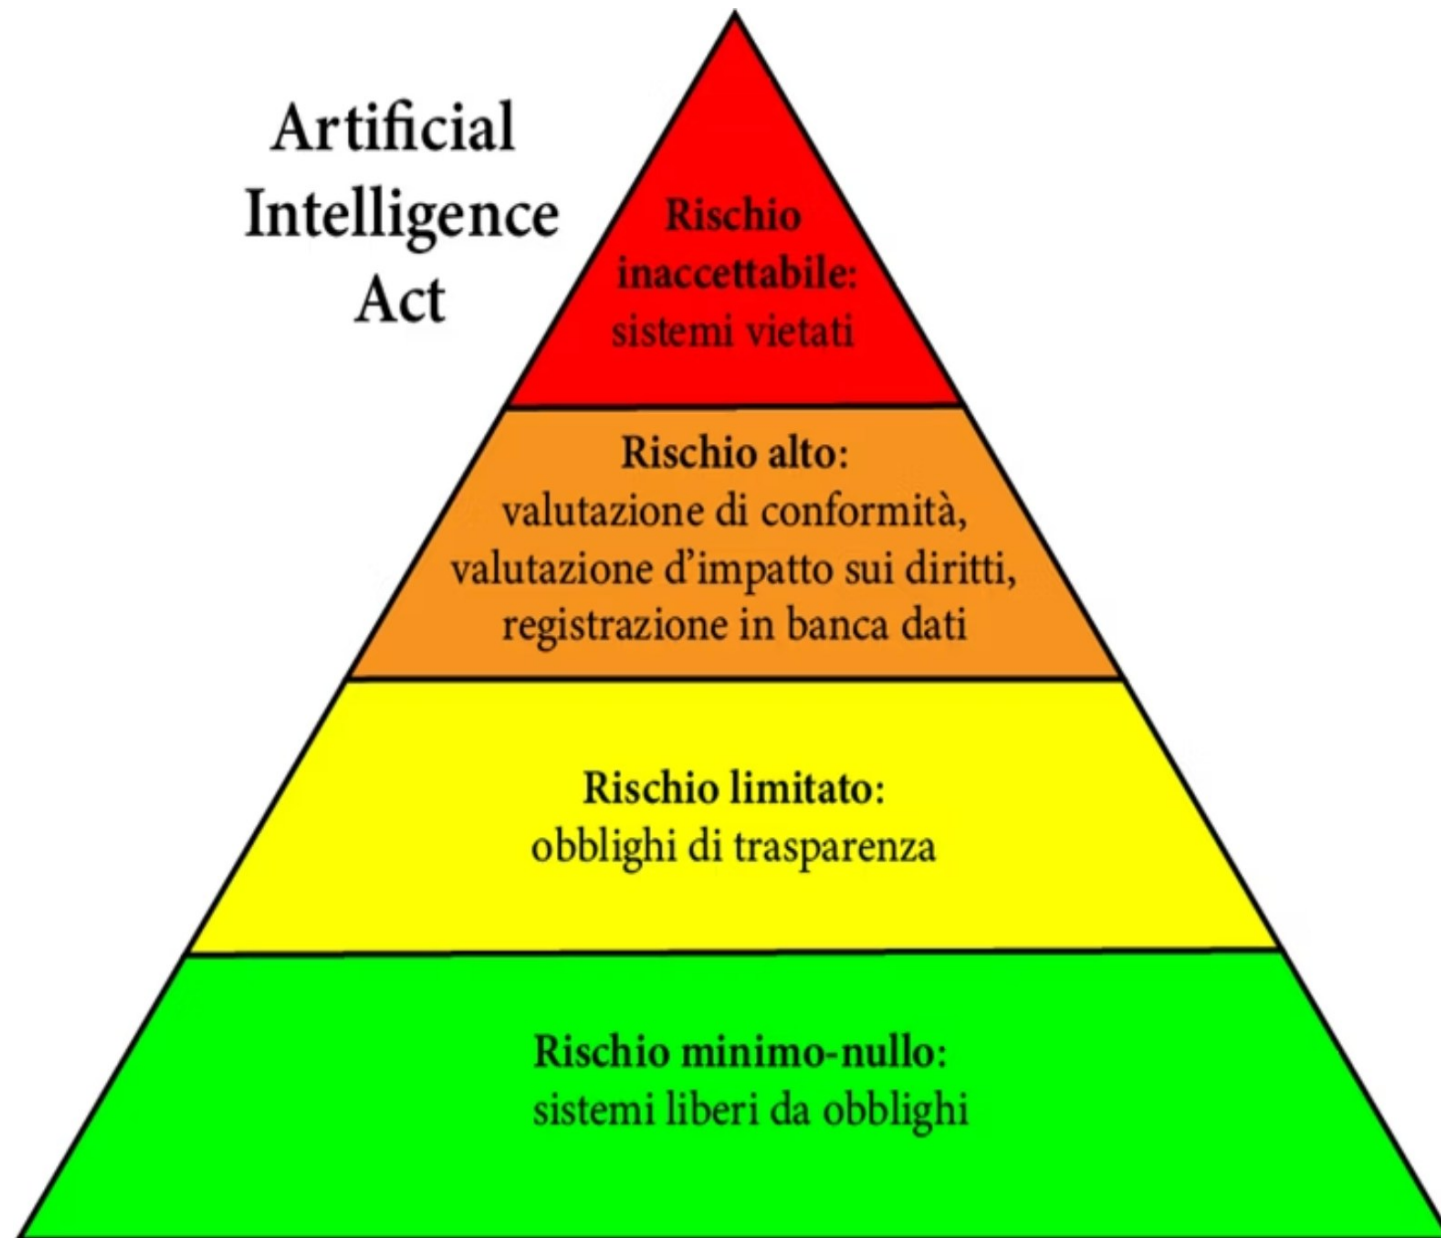 Artificial
Intelligence
Act
Rischio
inaccettabile:
sistemi vietati
Rischio alto:
valutazione di conformità,
valutazione d’impatto sui diritti,
registrazione in banca dati
Rischio limitato:
obblighi di trasparenza
Rischio minimo-nullo:
sistemi liberi da obblighi